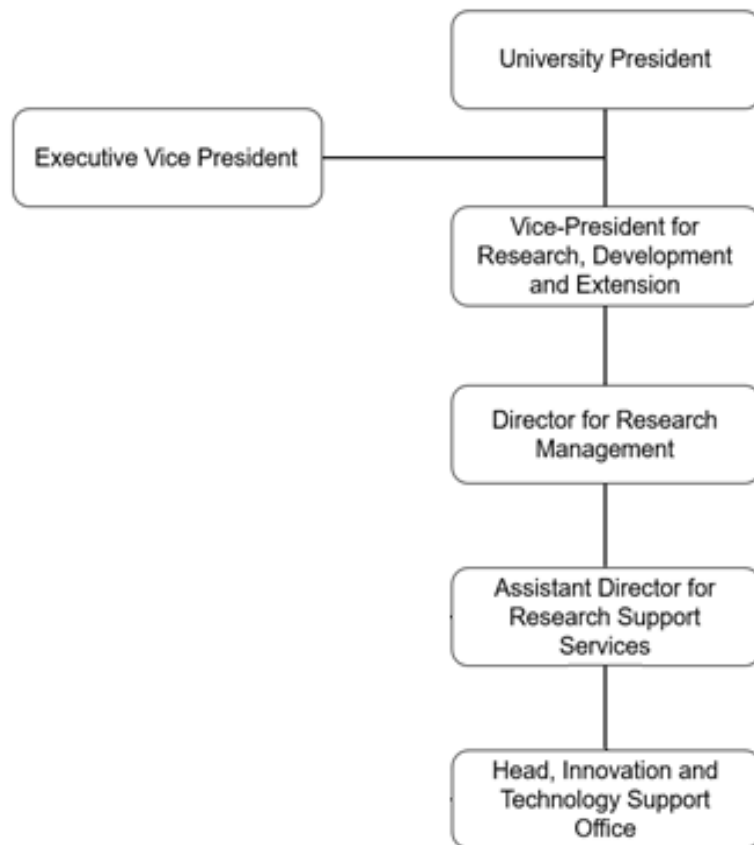 University President
Executive Vice President
Vice-President for
Research, Development
and Extension
Director for Research
Management
Assistant Director for
Research Support
Services
Head, Innovation and
Technology Support
Office